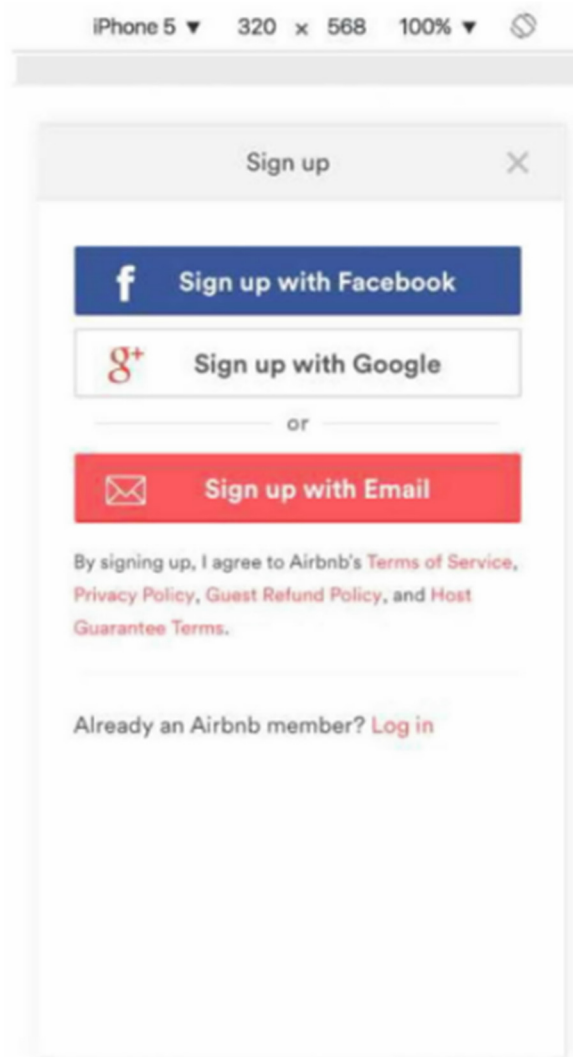 iPhone 5 ▼ 320 × 568 100% ▼
Sign up ×
f Sign up with Facebook
g+ Sign up with Google
or
Sign up with Email
By signing up, I agree to Airbnb's Terms of Service,
Privacy Policy, Guest Refund Policy, and Host
Guarantee Terms.
Already an Airbnb member? Log in